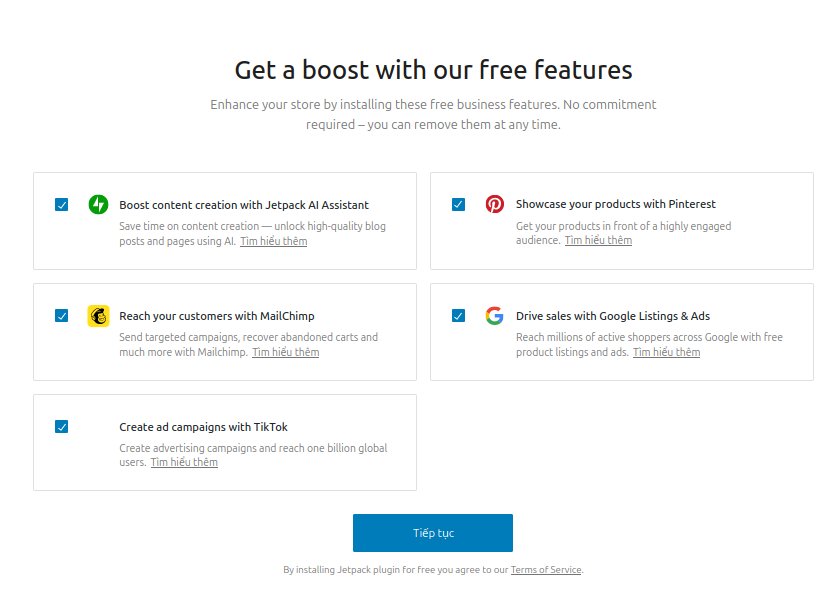 Get a boost with our free features
Enhance your store by installing these free business features. No commitment
required – you can remove them at any time.
Boost content creation with Jetpack AI Assistant
Save time on content creation — unlock high-quality blog
posts and pages using AI. Tìm hiểu thêm
Showcase your products with Pinterest
Get your products in front of a highly engaged
audience. Tìm hiểu thêm
Reach your customers with MailChimp
Send targeted campaigns, recover abandoned carts and
much more with Mailchimp. Tìm hiểu thêm
Drive sales with Google Listings & Ads
Reach millions of active shoppers across Google with free
product listings and ads. Tìm hiểu thêm
Create ad campaigns with TikTok
Create advertising campaigns and reach one billion global
users. Tìm hiểu thêm
Tiếp tục
By installing Jetpack plugin for free you agree to our Terms of Service.